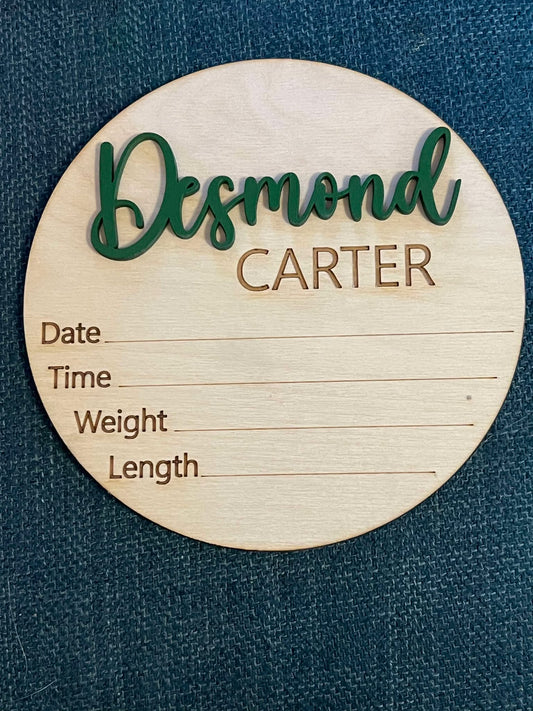 Desmond
CARTER
Date
Time
Weight
Length